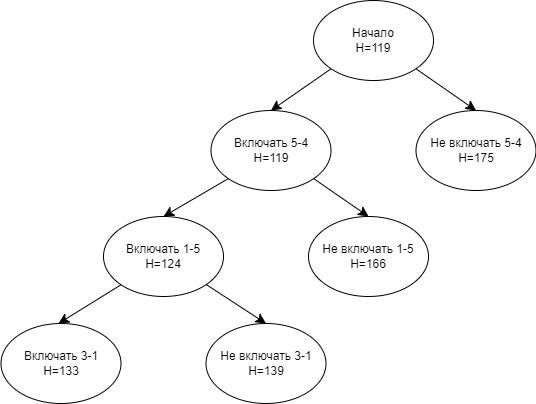 Начало
H=119
Включать 5-4
H=119
Не включать 5-4
H=175
Включать 1-5
H=124
Не включать 1-5
H=166
Включать 3-1
H=133
Не включать 3-1
H=139